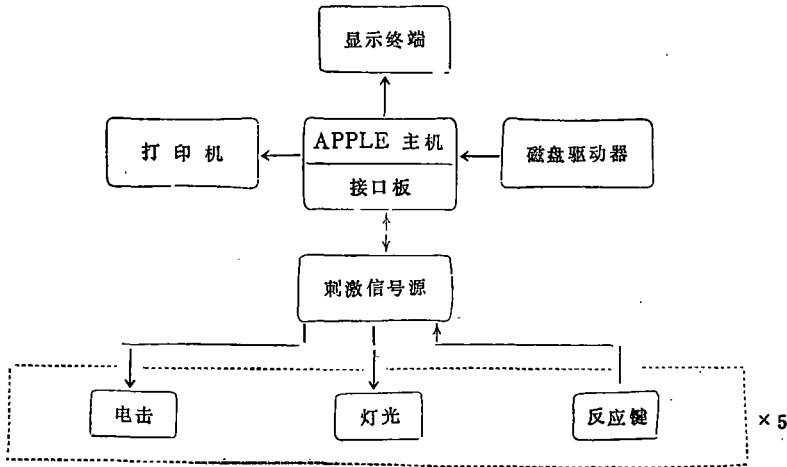 显示终端
打印机
APPLE 主机
磁盘驱动器
接口板
刺激信号源
电击
灯光
反应键
×5